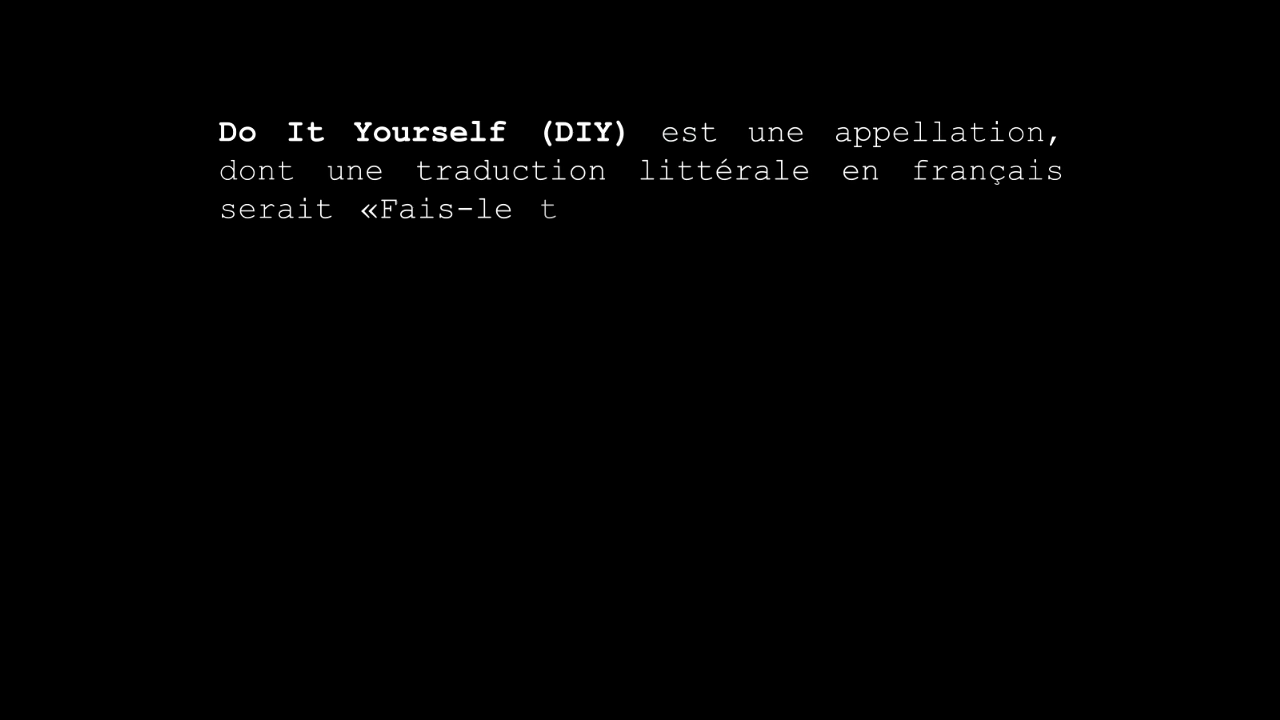 Do It Yourself (DIY) est une appellation,
dont une traduction littérale en français
serait «Fais-le t